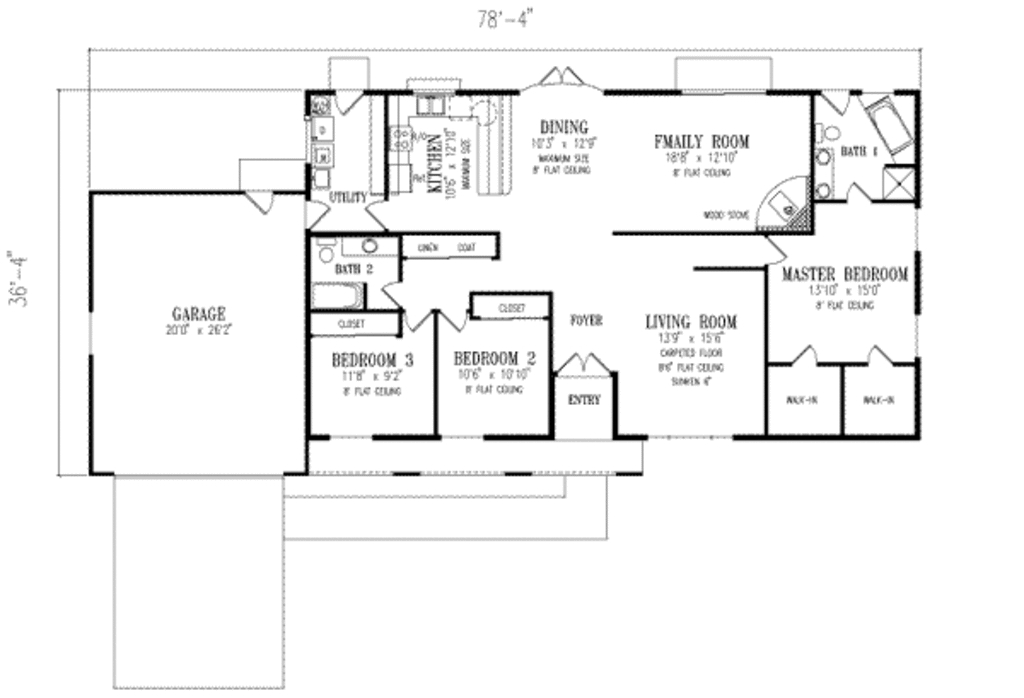 78'-4"
36'-4"
UTILITY
R/O
Ref.
KITCHEN
10'6" x 12'10"
MAXIMUM SIZE
DINING
10'3" x 12'9"
MAXIMUM SIZE
8' FLAT CEILING
FMAILY ROOM
18'8" x 12'10"
8' FLAT CEILING
WOOD STOVE
BATH 1
MASTER BEDROOM
13'10" x 15'0"
8' FLAT CEILING
WALK-IN
WALK-IN
LINEN
COAT
BATH 2
CLOSET
CLOSET
GARAGE
20'0" x 26'2"
BEDROOM 3
11'8" x 9'2"
8' FLAT CEILING
BEDROOM 2
10'6" x 10'10"
8' FLAT CEILING
FOYER
ENTRY
LIVING ROOM
13'9" x 15'6"
CARPETED FLOOR
8'6" FLAT CEILING
SUNKEN 6"